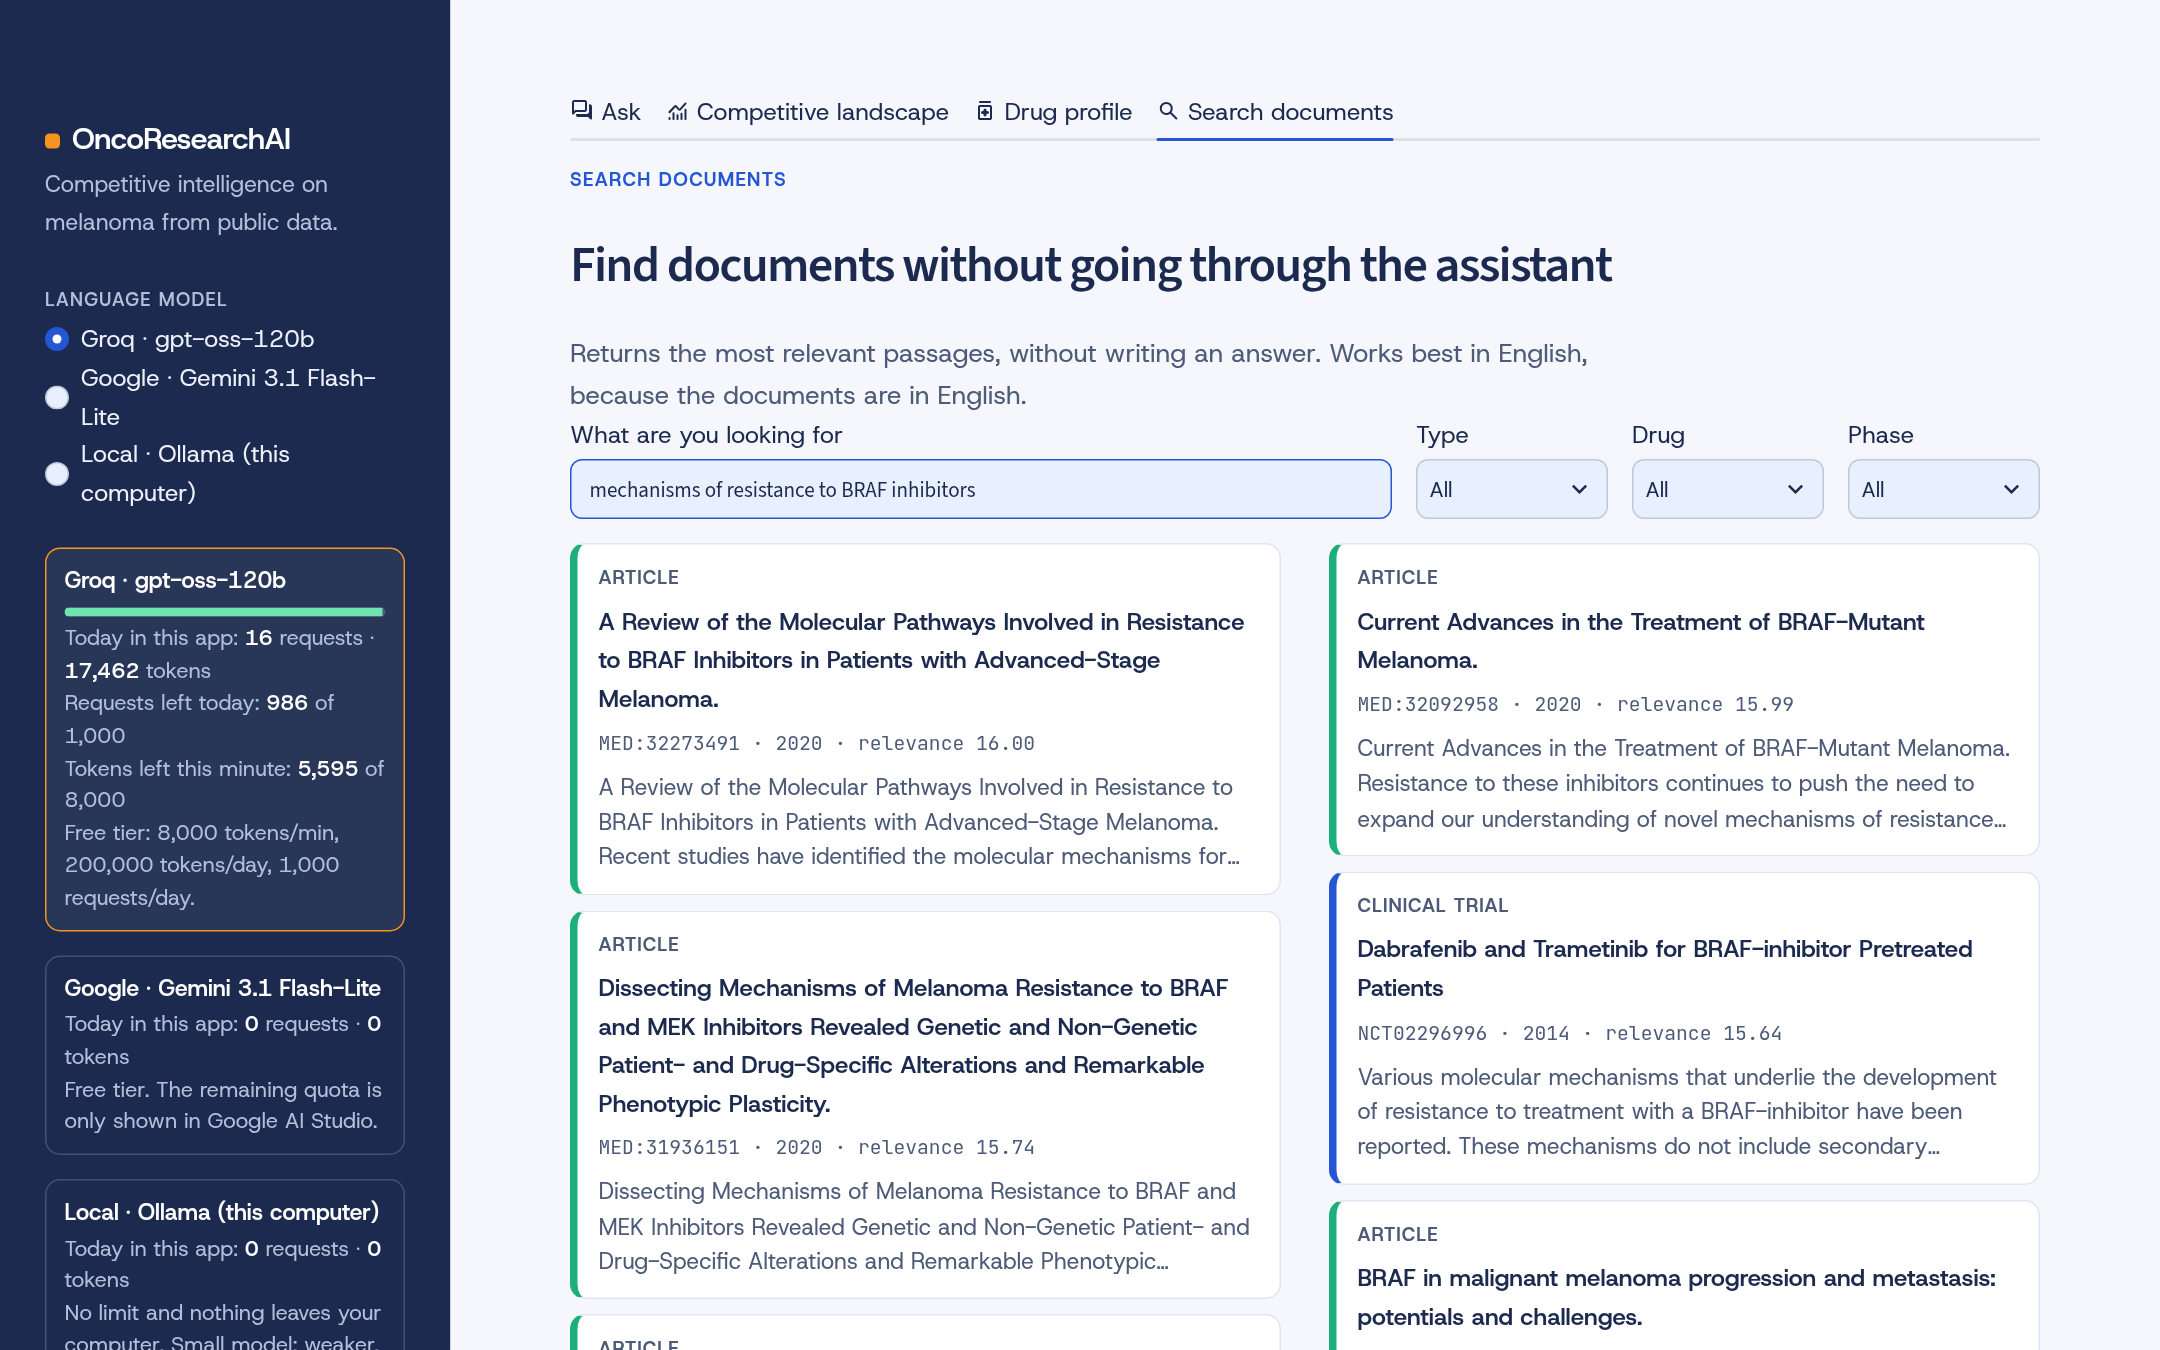 OncoResearchAI
Competitive intelligence on
melanoma from public data.
LANGUAGE MODEL
Groq · gpt-oss-120b
Google · Gemini 3.1 Flash-
Lite
Local · Ollama (this
computer)
Groq · gpt-oss-120b
Today in this app: 16 requests ·
17,462 tokens
Requests left today: 986 of
1,000
Tokens left this minute: 5,595 of
8,000
Free tier: 8,000 tokens/min,
200,000 tokens/day, 1,000
requests/day.
Google · Gemini 3.1 Flash-Lite
Today in this app: 0 requests · 0
tokens
Free tier. The remaining quota is
only shown in Google AI Studio.
Local · Ollama (this computer)
Today in this app: 0 requests · 0
tokens
No limit and nothing leaves your
computer. Small model: weaker.
Ask
Competitive landscape
Drug profile
Search documents
SEARCH DOCUMENTS
Find documents without going through the assistant
Returns the most relevant passages, without writing an answer. Works best in English,
because the documents are in English.
What are you looking for
Type
Drug
Phase
mechanisms of resistance to BRAF inhibitors
All
All
All
ARTICLE
A Review of the Molecular Pathways Involved in Resistance
to BRAF Inhibitors in Patients with Advanced-Stage
Melanoma.
MED:32273491 · 2020 · relevance 16.00
A Review of the Molecular Pathways Involved in Resistance to
BRAF Inhibitors in Patients with Advanced-Stage Melanoma.
Recent studies have identified the molecular mechanisms for…
ARTICLE
Dissecting Mechanisms of Melanoma Resistance to BRAF
and MEK Inhibitors Revealed Genetic and Non-Genetic
Patient- and Drug-Specific Alterations and Remarkable
Phenotypic Plasticity.
MED:31936151 · 2020 · relevance 15.74
Dissecting Mechanisms of Melanoma Resistance to BRAF and
MEK Inhibitors Revealed Genetic and Non-Genetic Patient- and
Drug-Specific Alterations and Remarkable Phenotypic…
ARTICLE
ARTICLE
Current Advances in the Treatment of BRAF-Mutant
Melanoma.
MED:32092958 · 2020 · relevance 15.99
Current Advances in the Treatment of BRAF-Mutant Melanoma.
Resistance to these inhibitors continues to push the need to
expand our understanding of novel mechanisms of resistance…
CLINICAL TRIAL
Dabrafenib and Trametinib for BRAF-inhibitor Pretreated
Patients
NCT02296996 · 2014 · relevance 15.64
Various molecular mechanisms that underlie the development
of resistance to treatment with a BRAF-inhibitor have been
reported. These mechanisms do not include secondary…
ARTICLE
BRAF in malignant melanoma progression and metastasis:
potentials and challenges.